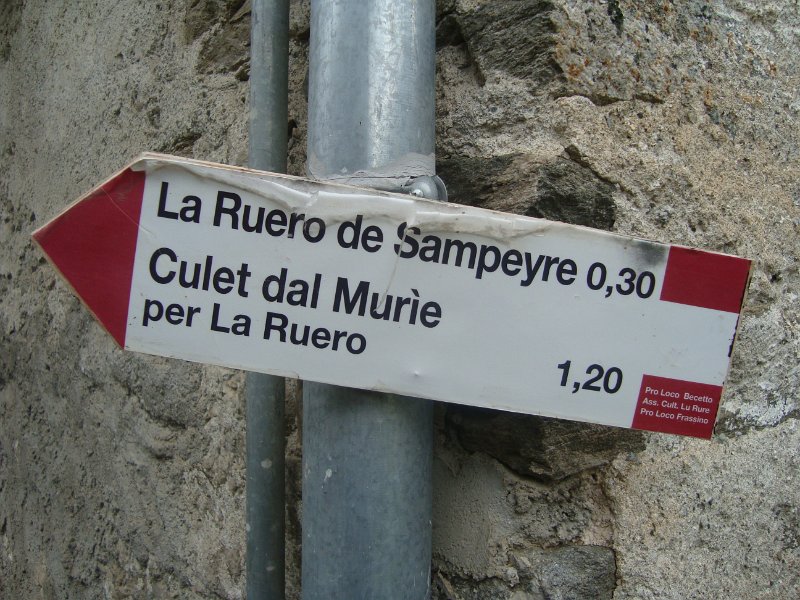 La Ruero de Sampeyre 0,30
Culet dal Murìe
per La Ruero
1,20
Pro Loco Becetto
Ass. Cult. Lu Rure
Pro Loco Frassino